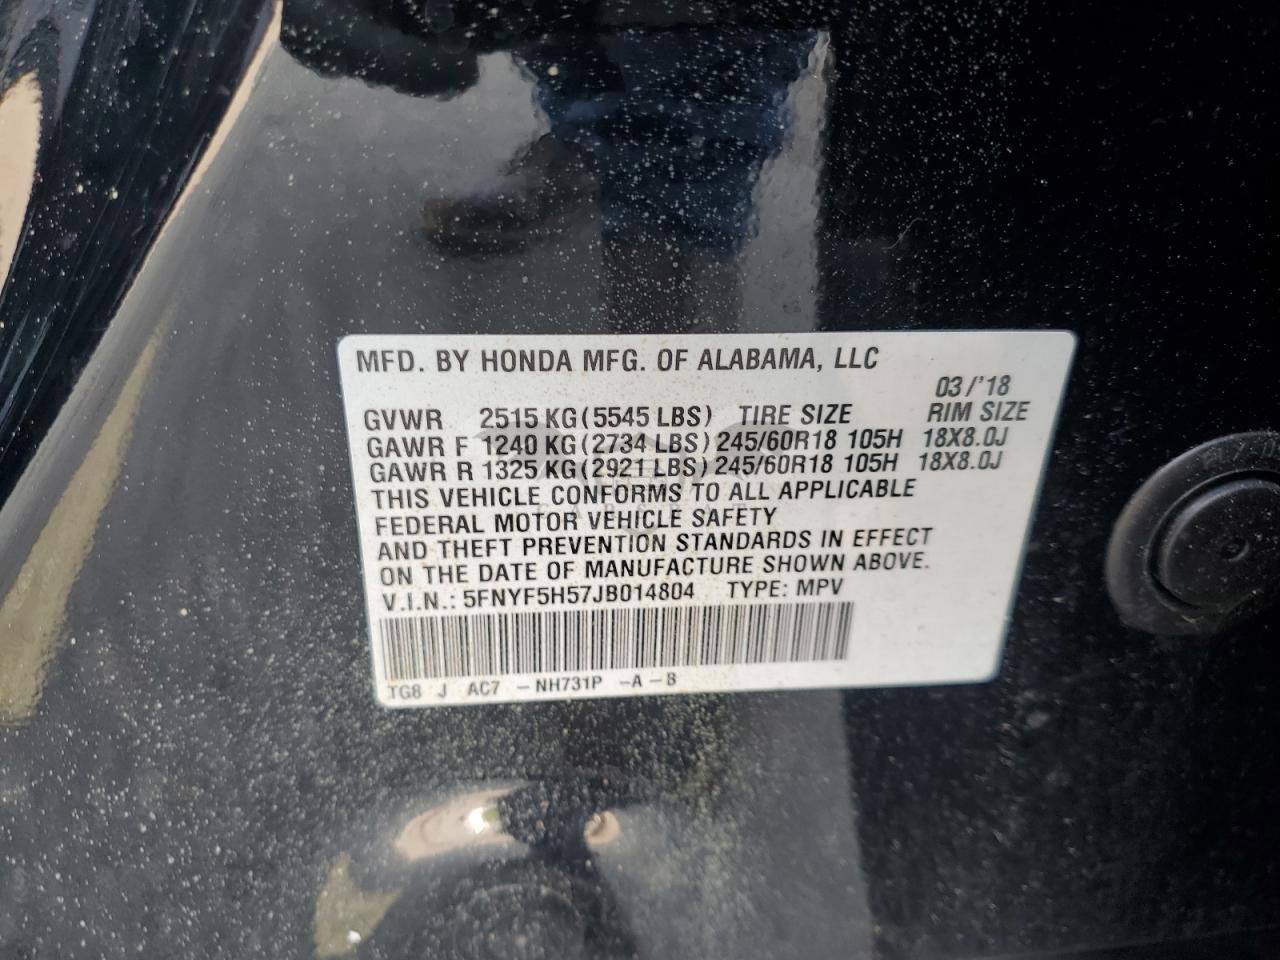 MFD. BY HONDA MFG. OF ALABAMA, LLC
03/'18
GVWR 2515 KG (5545 LBS) TIRE SIZE RIM SIZE
GAWR F 1240 KG (2734 LBS) 245/60R18 105H 18X8.0J
GAWR R 1325 KG (2921 LBS) 245/60R18 105H 18X8.0J
THIS VEHICLE CONFORMS TO ALL APPLICABLE
FEDERAL MOTOR VEHICLE SAFETY
AND THEFT PREVENTION STANDARDS IN EFFECT
ON THE DATE OF MANUFACTURE SHOWN ABOVE.
V.I.N.: 5FNYF5H57JB014804 TYPE: MPV
TG8 J AC7 - NH731P - A - B